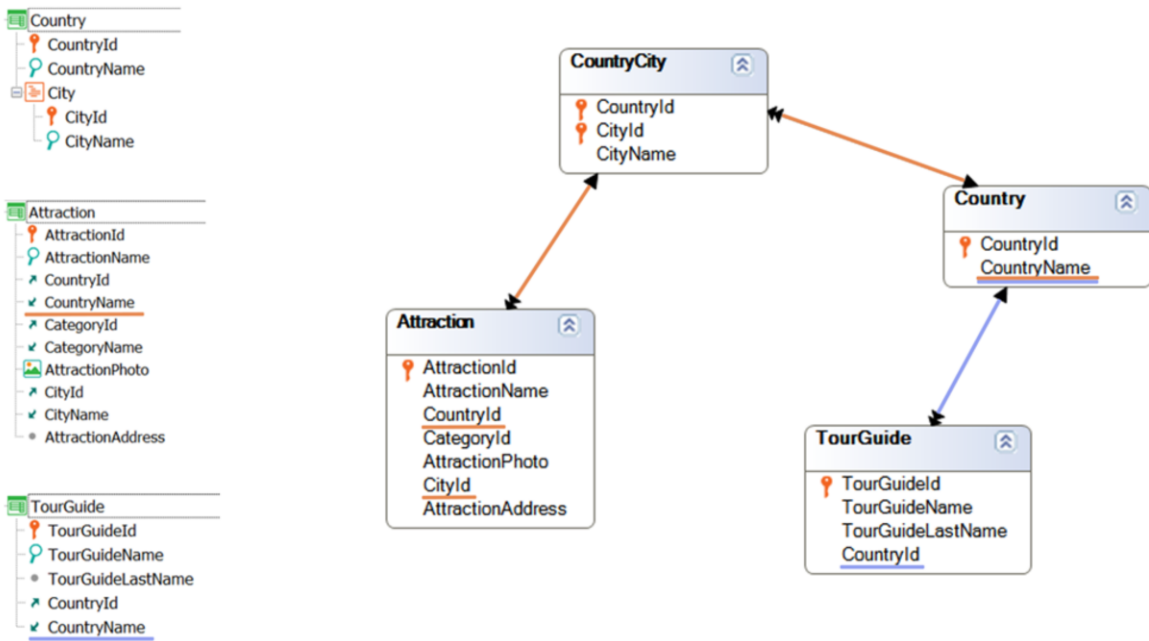 Country
CountryId
CountryName
City
CityId
CityName
Attraction
AttractionId
AttractionName
CountryId
CountryName
CategoryId
CategoryName
AttractionPhoto
CityId
CityName
AttractionAddress
TourGuide
TourGuideId
TourGuideName
TourGuideLastName
CountryId
CountryName
CountryCity
CountryId
CityId
CityName
Country
CountryId
CountryName
Attraction
AttractionId
AttractionName
CountryId
CategoryId
AttractionPhoto
CityId
AttractionAddress
TourGuide
TourGuideId
TourGuideName
TourGuideLastName
CountryId